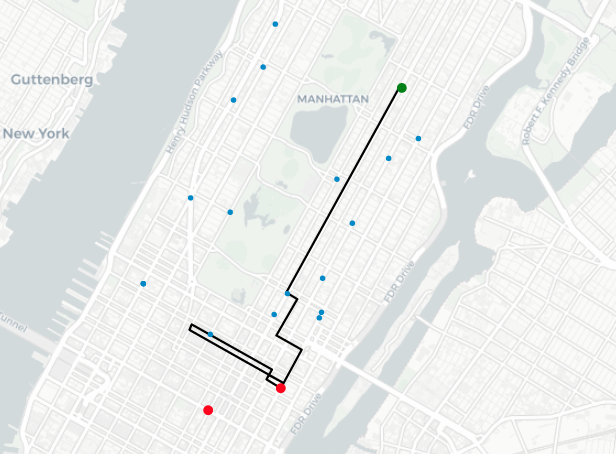 Guttenberg
MANHATTAN
New York
Henry Hudson Parkway
FDR Drive
Robert F. Kennedy Bridge
FDR Drive
unnel
FDR Drive